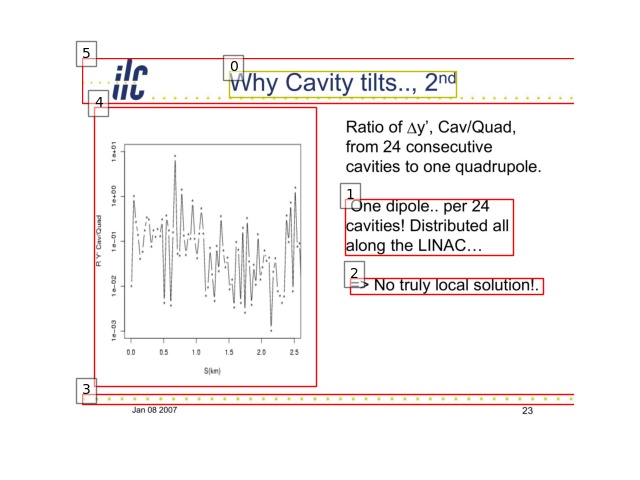 5
0
ilc
Why Cavity tilts.., 2nd
4
Ratio of Δy', Cav/Quad,
from 24 consecutive
cavities to one quadrupole.
1
One dipole.. per 24
cavities! Distributed all
along the LINAC…
2
=> No truly local solution!.
R Y' Cav/Quad
1e+01
1e+00
1e-01
1e-02
1e-03
0.0 0.5 1.0 1.5 2.0 2.5
S(km)
3
Jan 08 2007
23